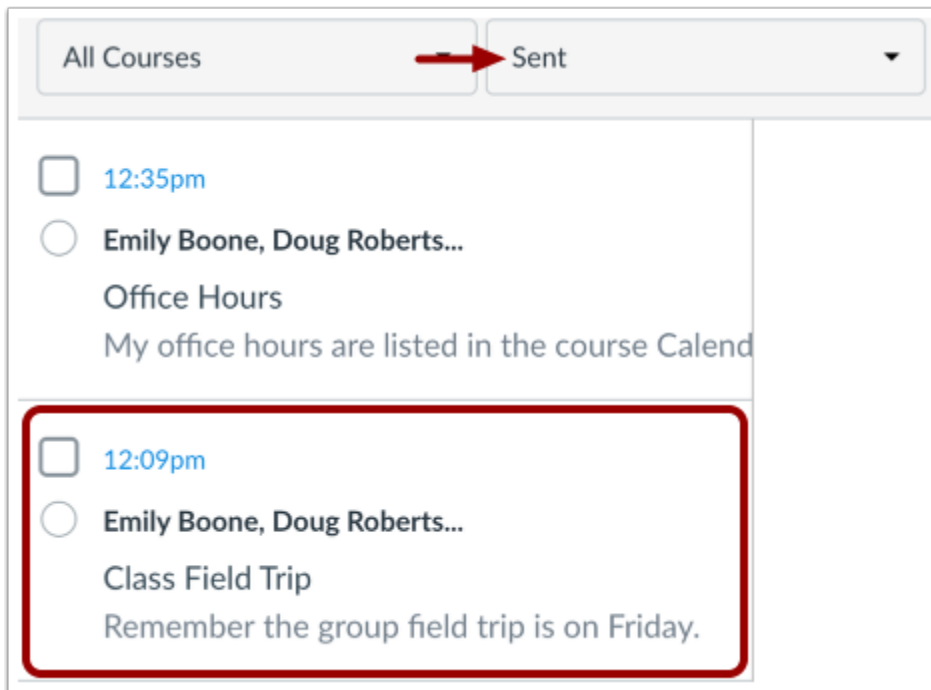 All Courses
Sent
12:35pm
Emily Boone, Doug Roberts...
Office Hours
My office hours are listed in the course Calend
12:09pm
Emily Boone, Doug Roberts...
Class Field Trip
Remember the group field trip is on Friday.